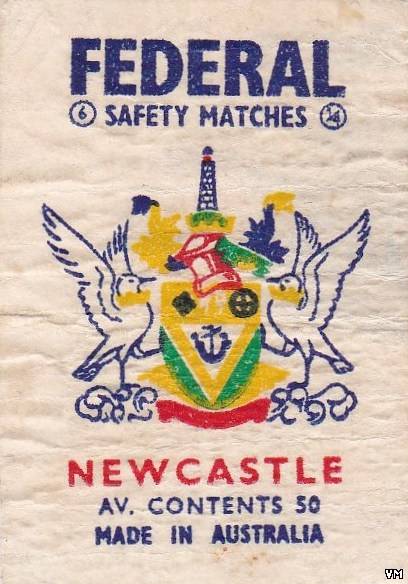 FEDERAL
6 SAFETY MATCHES 14
NEWCASTLE
AV. CONTENTS 50
MADE IN AUSTRALIA
VM